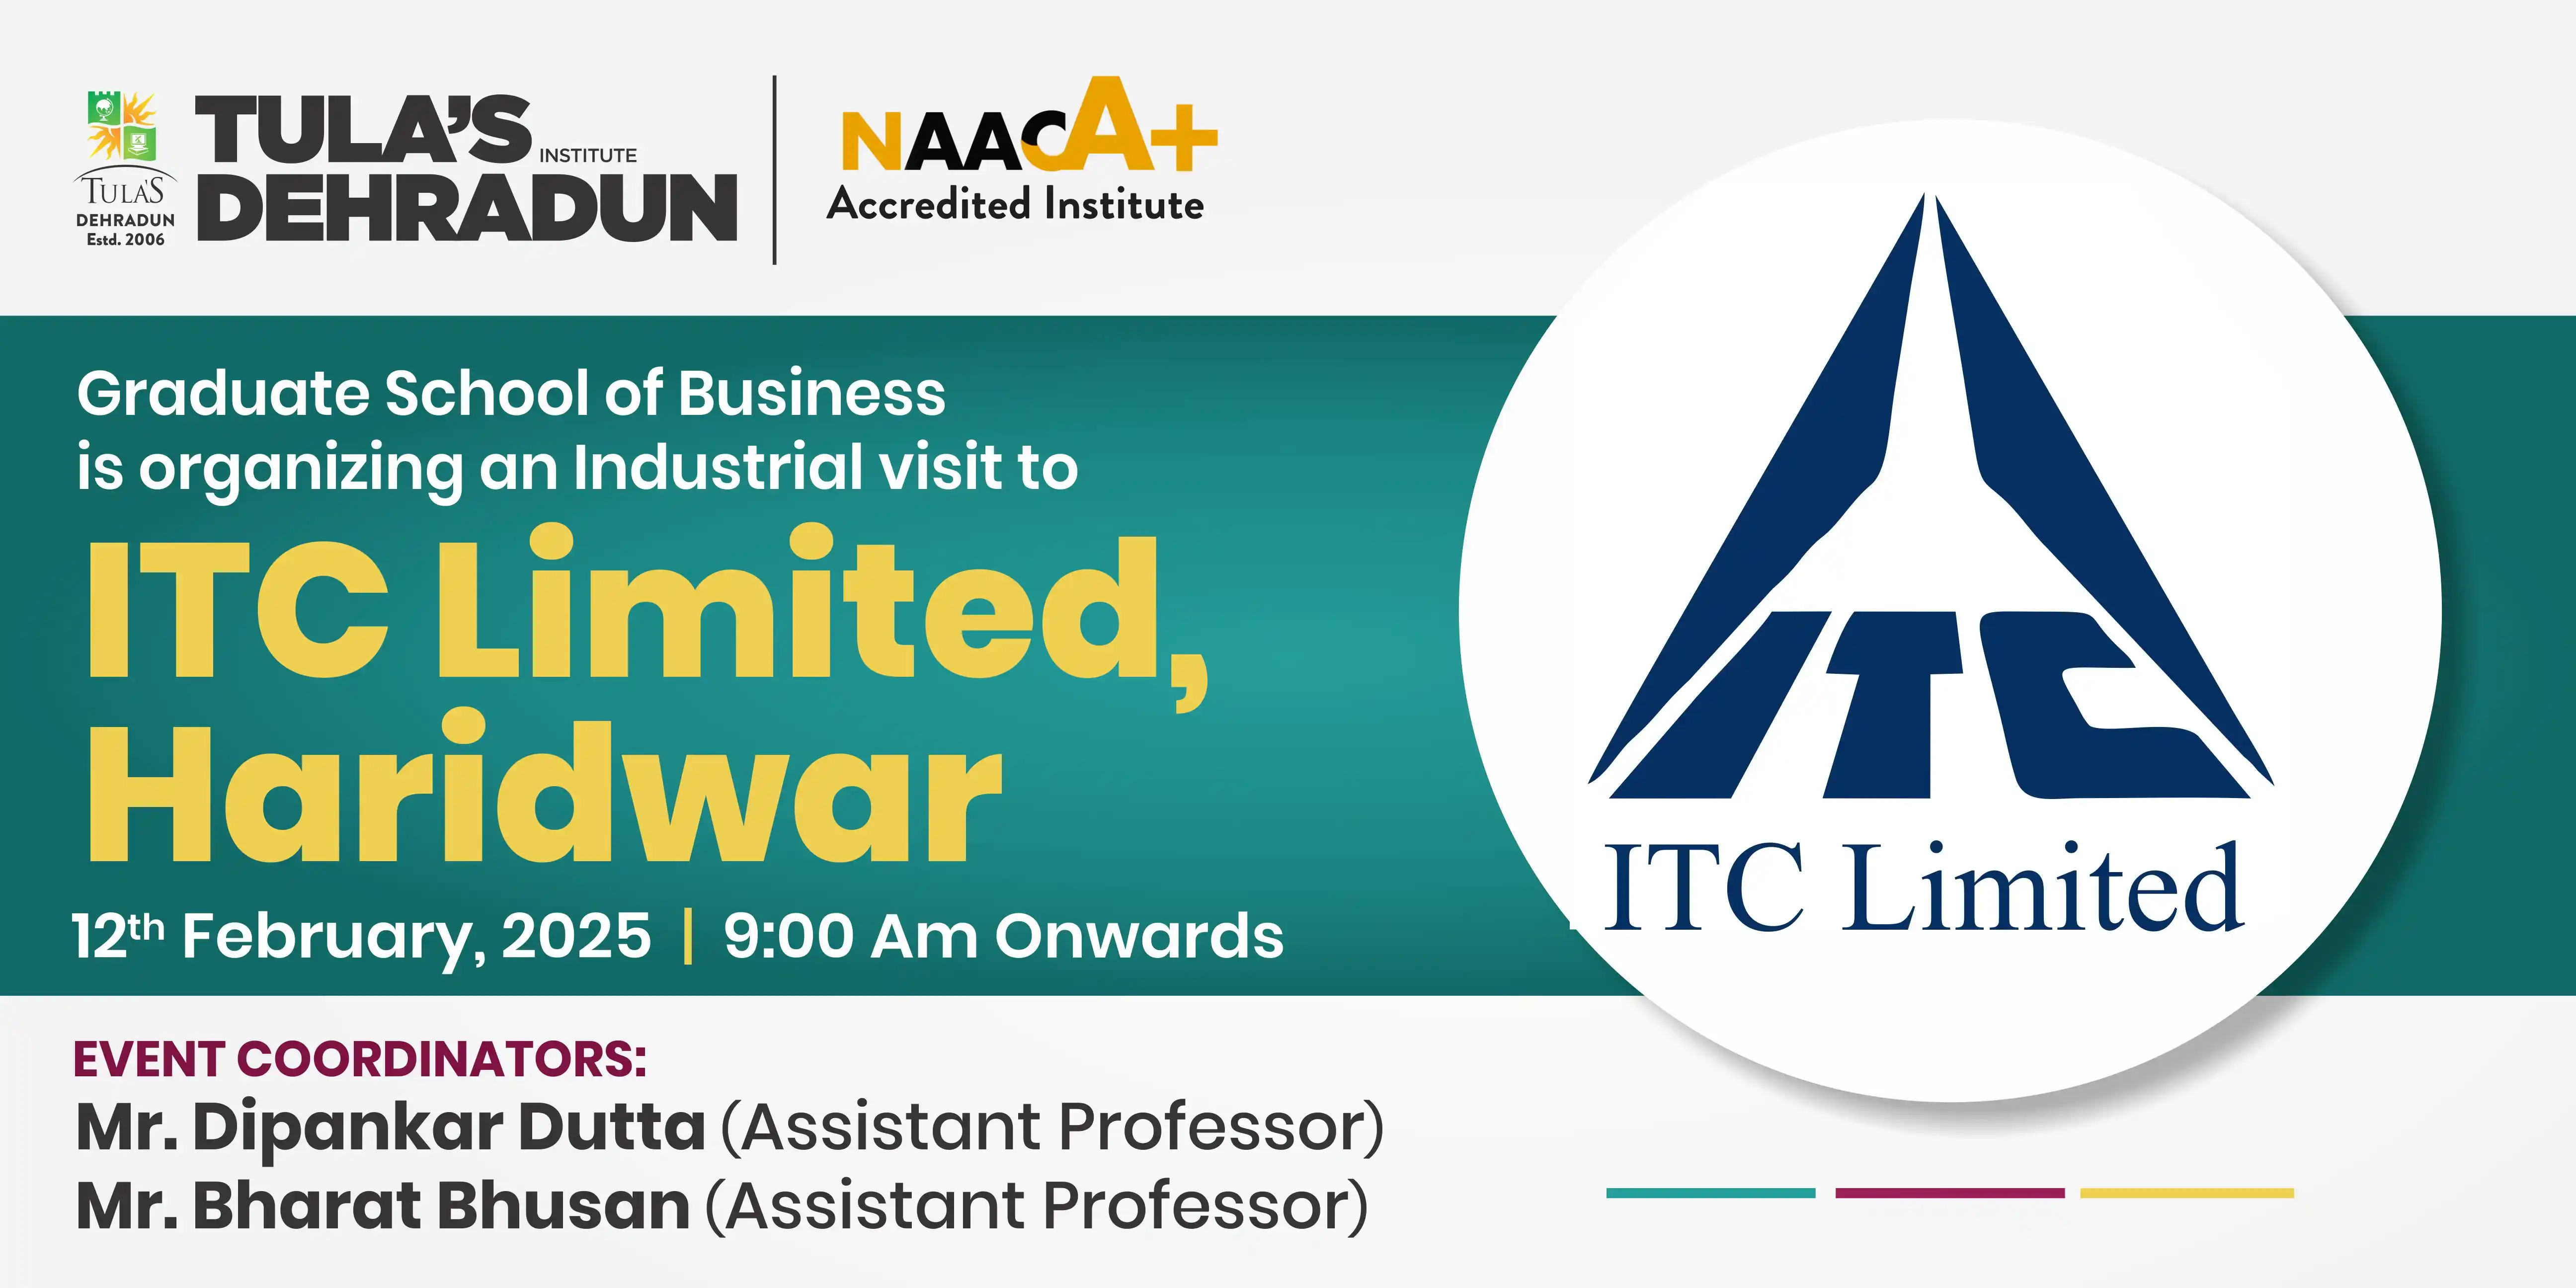 TULA'S
DEHRADUN
Estd. 2006
TULA'S INSTITUTE
DEHRADUN
NAAC A+
Accredited Institute
Graduate School of Business
is organizing an Industrial visit to
ITC Limited,
Haridwar
12th February, 2025 | 9:00 Am Onwards
EVENT COORDINATORS:
Mr. Dipankar Dutta (Assistant Professor)
Mr. Bharat Bhusan (Assistant Professor)
ITC
ITC Limited